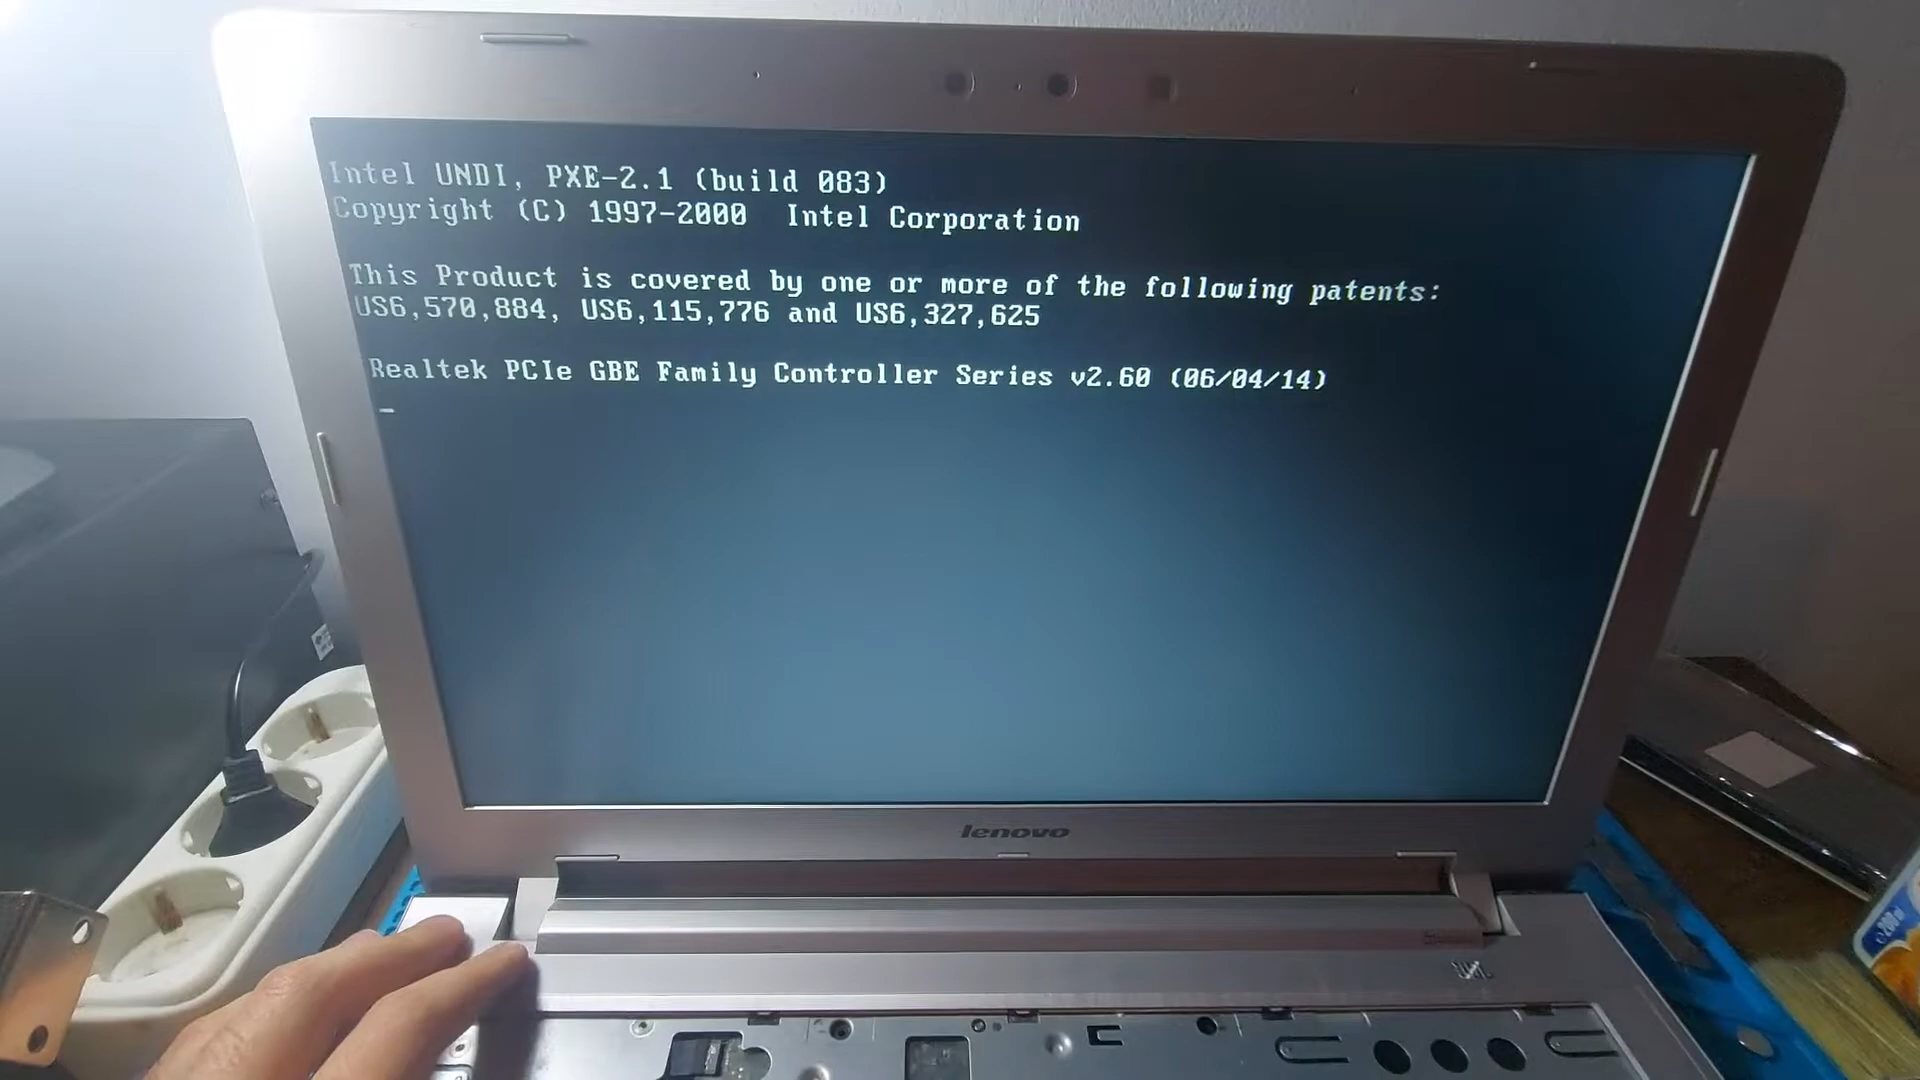 Intel UNDI, PXE-2.1 (build 083)
Copyright (C) 1997-2000  Intel Corporation
This Product is covered by one or more of the following patents:
US6,570,884, US6,115,776 and US6,327,625
Realtek PCIe GBE Family Controller Series v2.60 (06/04/14)
lenovo
JBL